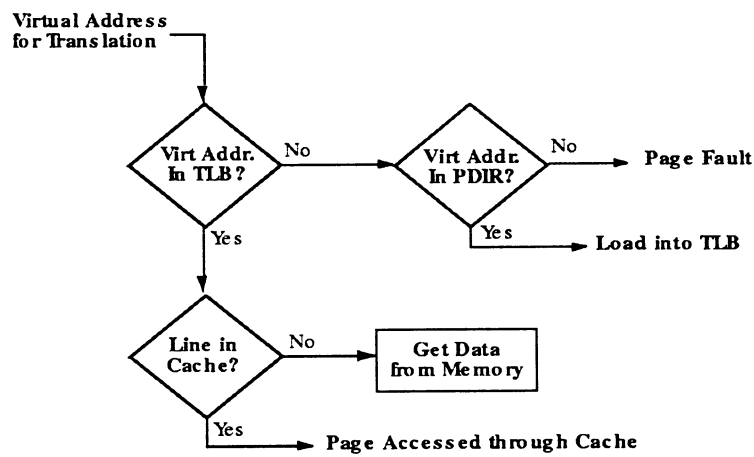 Virtual Address
for Translation
Virt Addr.
In TLB?
No
Virt Addr.
In PDIR?
No
Page Fault
Yes
Load into TLB
Yes
Line in
Cache?
No
Get Data
from Memory
Yes
Page Accessed through Cache